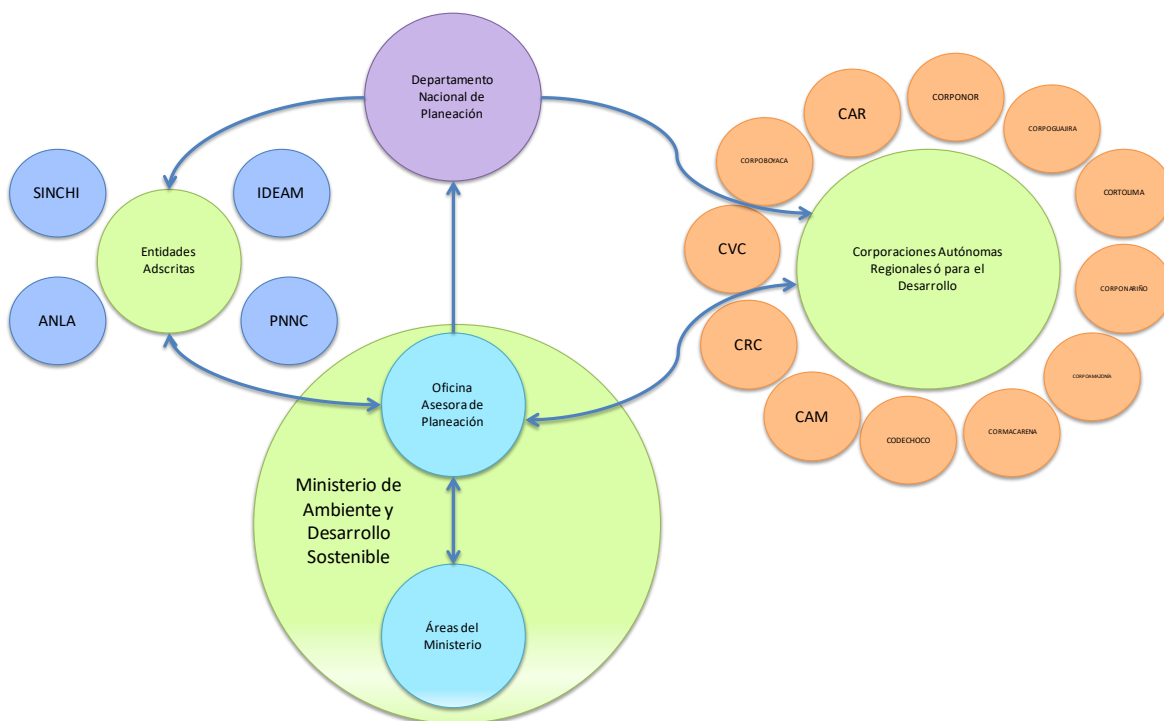 Departamento
Nacional de
Planeación
SINCHI
IDEAM
Entidades
Adscritas
ANLA
PNNC
Oficina
Asesora de
Planeación
Ministerio de
Ambiente y
Desarrollo
Sostenible
Áreas del
Ministerio
CAR
CORPONOR
CORPOGUAJIRA
CORPOBOYACA
CORTOLIMA
CVC
Corporaciones Autónomas
Regionales ó para el
Desarrollo
CORPONARIÑO
CRC
CORPOAMAZONÍA
CAM
CODECHOCO
CORMACARENA